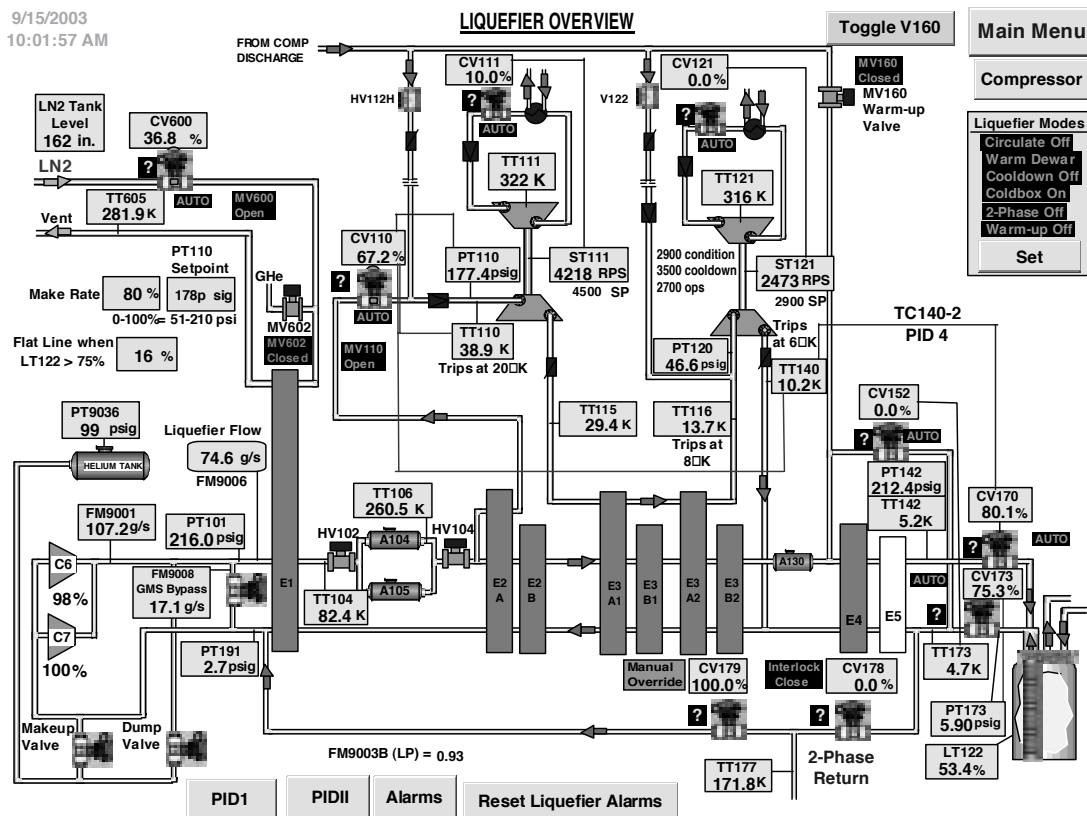 9/15/2003
10:01:57 AM
LIQUEFIER OVERVIEW
Toggle V160
Main Menu
Compressor
Liquefier Modes
Circulate Off
Warm Dewar
Cooldown Off
Coldbox On
2-Phase Off
Warm-up Off
Set
FROM COMP
DISCHARGE
LN2 Tank
Level
162 in.
CV600
36.8 %
?
AUTO
LN2
MV600
Open
TT605
281.9 K
Vent
PT110
Setpoint
178p sig
Make Rate
80 %
0-100%= 51-210 psi
Flat Line when
LT122 > 75%
16 %
GHe
MV602
MV602
Closed
HV112H
CV111
10.0%
?
AUTO
TT111
322 K
CV110
67.2%
?
AUTO
MV110
Open
PT110
177.4psig
ST111
4218 RPS
4500 SP
TT110
38.9 K
Trips at 20□K
V122
CV121
0.0%
?
AUTO
TT121
316 K
2900 condition
3500 cooldown
2700 ops
ST121
2473 RPS
2900 SP
Trips
at 6□K
PT120
46.6 psig
TT140
10.2K
TT115
29.4 K
TT116
13.7 K
Trips at
8□K
MV160
Closed
MV160
Warm-up
Valve
TC140-2
PID 4
CV152
0.0%
?
AUTO
PT142
212.4psig
TT142
5.2K
CV170
80.1%
?
AUTO
AUTO
CV173
75.3%
?
TT173
4.7 K
PT173
5.90psig
LT122
53.4%
PT9036
99 psig
HELIUM TANK
Liquefier Flow
74.6 g/s
FM9006
FM9001
107.2g/s
PT101
216.0psig
C6
98%
C7
100%
FM9008
GMS Bypass
17.1 g/s
E1
PT191
2.7psig
HV102
TT104
82.4 K
TT106
260.5 K
A104
A105
HV104
E2
A
E2
B
E3
A1
E3
B1
E3
A2
E3
B2
A130
E4
E5
Manual
Override
CV179
100.0%
?
Interlock
Close
CV178
0.0%
?
2-Phase
Return
TT177
171.8K
Makeup
Valve
Dump
Valve
FM9003B (LP) = 0.93
PID1
PIDII
Alarms
Reset Liquefier Alarms